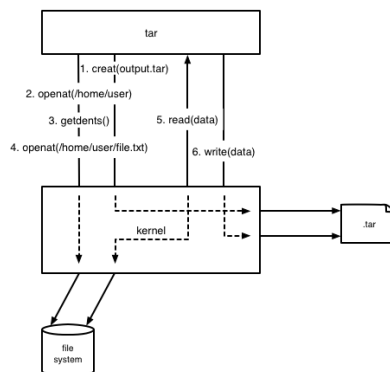 tar
1. creat(output.tar)
2. openat(/home/user)
3. getdents()
4. openat(/home/user/file.txt)
5. read(data)
6. write(data)
kernel
.tar
file
system